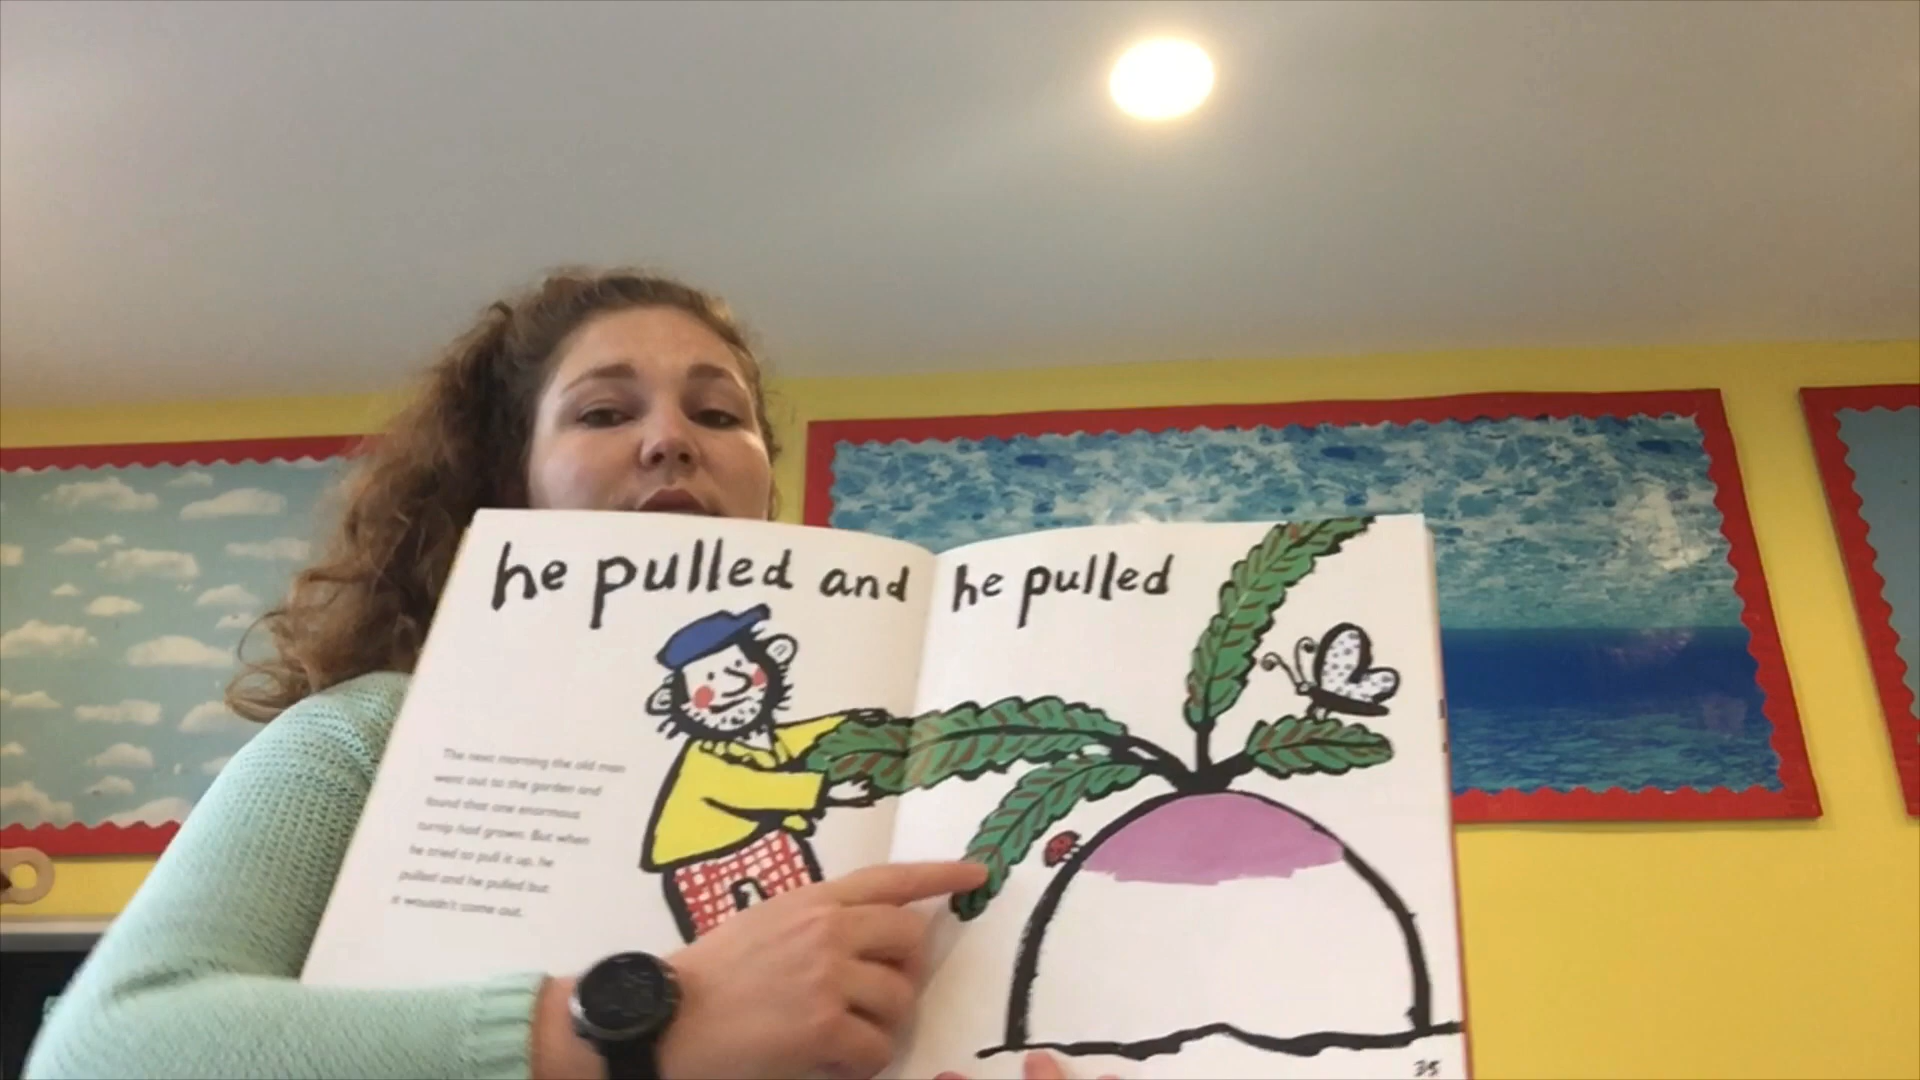 he pulled and he pulled
The next morning the old man
went out to the garden and
found that one enormous
turnip had grown. But when
he tried to pull it up, he
pulled and he pulled but
it wouldn't come out.
35